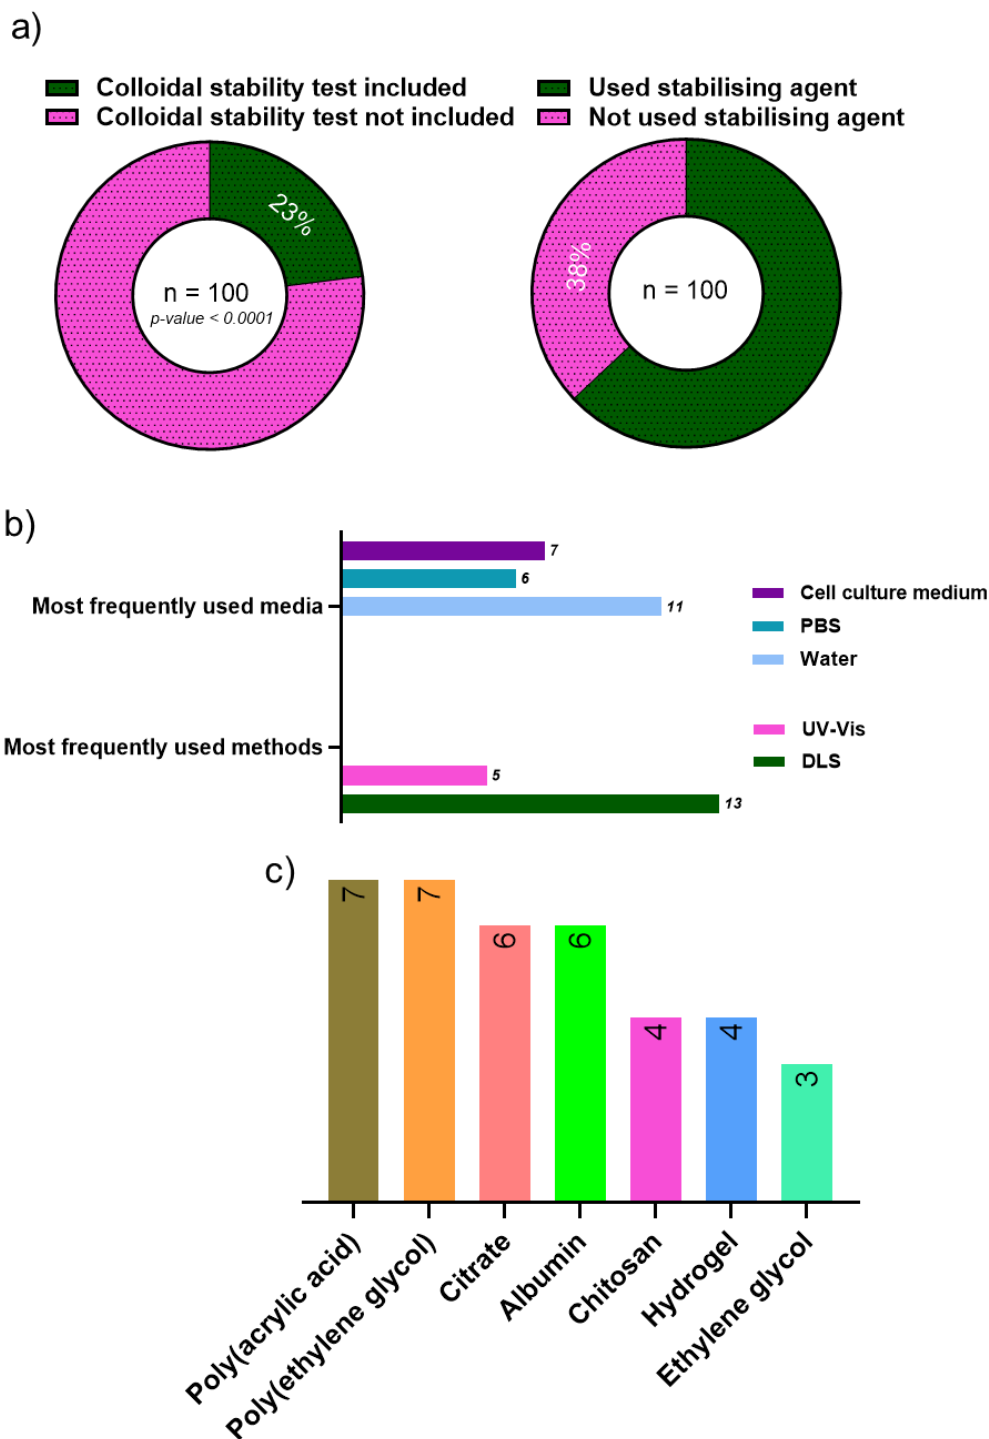 a)
Colloidal stability test included
Colloidal stability test not included
Used stabilising agent
Not used stabilising agent
23%
n = 100
p-value < 0.0001
38%
n = 100
b)
7
6
Most frequently used media
11
Cell culture medium
PBS
Water
Most frequently used methods
5
13
UV-Vis
DLS
c)
7
7
6
6
4
4
3
Poly(acrylic acid)
Poly(ethylene glycol)
Citrate
Albumin
Chitosan
Hydrogel
Ethylene glycol